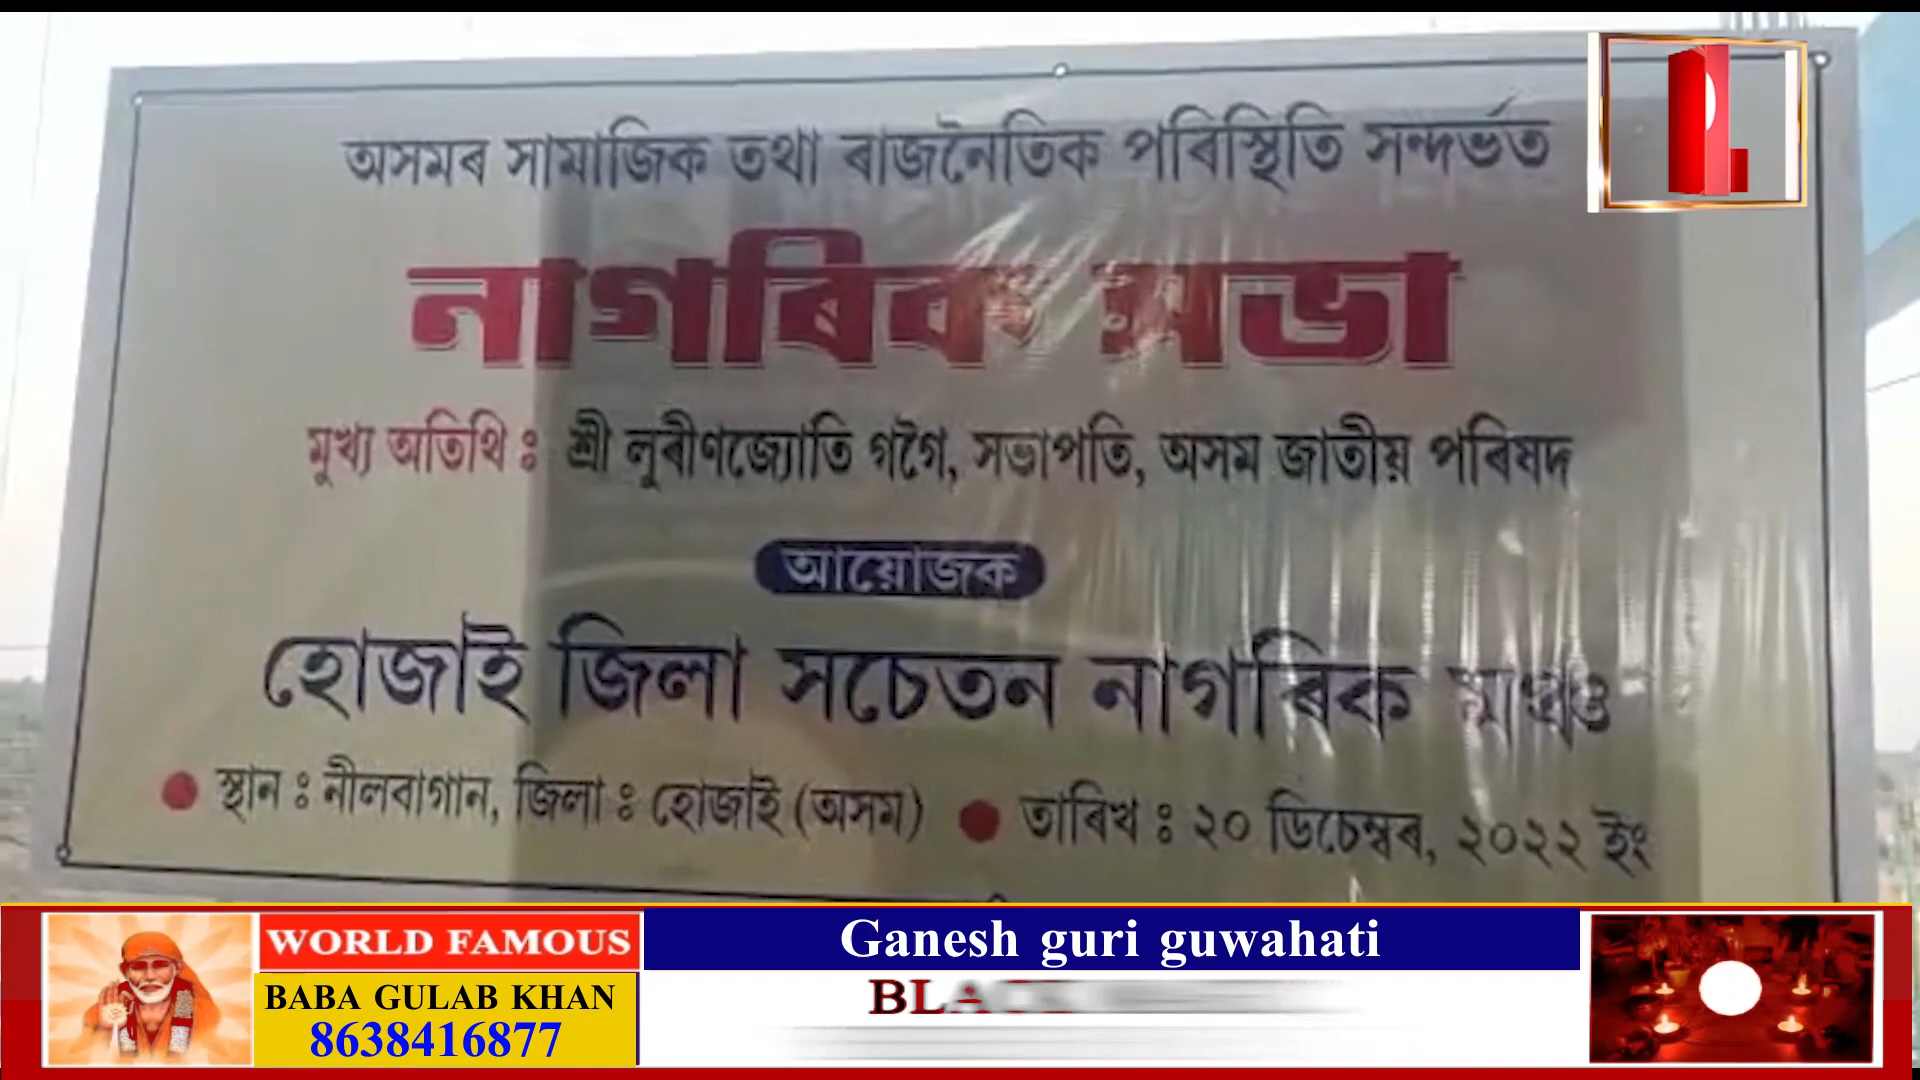 অসমৰ সামাজিক তথা ৰাজনৈতিক পৰিস্থিতি সন্দৰ্ভত
নাগৰিক সভা
মুখ্য অতিথি ঃ শ্ৰী লুৰীণজ্যোতি গগৈ, সভাপতি, অসম জাতীয় পৰিষদ
আয়োজক
হোজাই জিলা সচেতন নাগৰিক মঞ্চ
স্থান ঃ নীলবাগান, জিলা ঃ হোজাই (অসম) তাৰিখ ঃ ২০ ডিচেম্বৰ, ২০২২ ইং
WORLD FAMOUS
BABA GULAB KHAN
8638416877
Ganesh guri guwahati